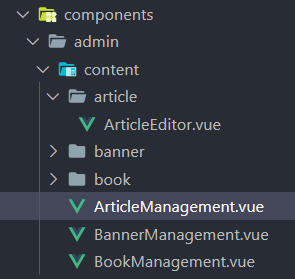 components
admin
content
article
ArticleEditor.vue
banner
book
ArticleManagement.vue
BannerManagement.vue
BookManagement.vue